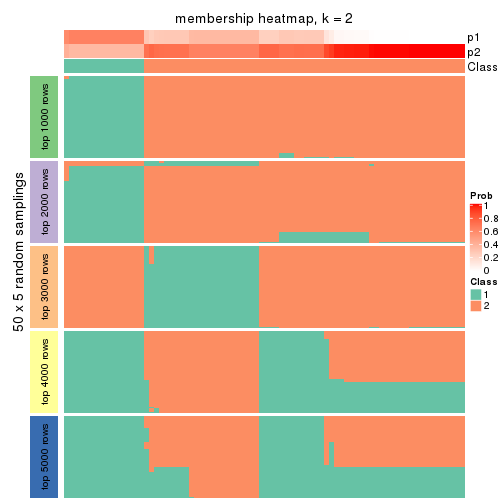 membership heatmap, k = 2
p1
p2
Class
50 x 5 random samplings
top 1000 rows
top 2000 rows
top 3000 rows
top 4000 rows
top 5000 rows
Prob
1
0.8
0.6
0.4
0.2
0
Class
1
2